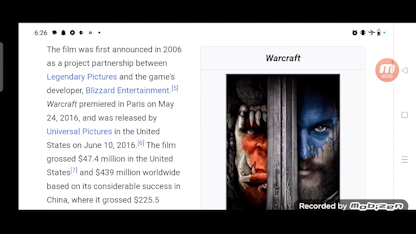 6:26
The film was first announced in 2006
as a project partnership between
Legendary Pictures and the game's
developer, Blizzard Entertainment.[5]
Warcraft premiered in Paris on May
24, 2016, and was released by
Universal Pictures in the United
States on June 10, 2016.[6] The film
grossed $47.4 million in the United
States[7] and $439 million worldwide
based on its considerable success in
China, where it grossed $225.5
Warcraft
Recorded by Mobizen